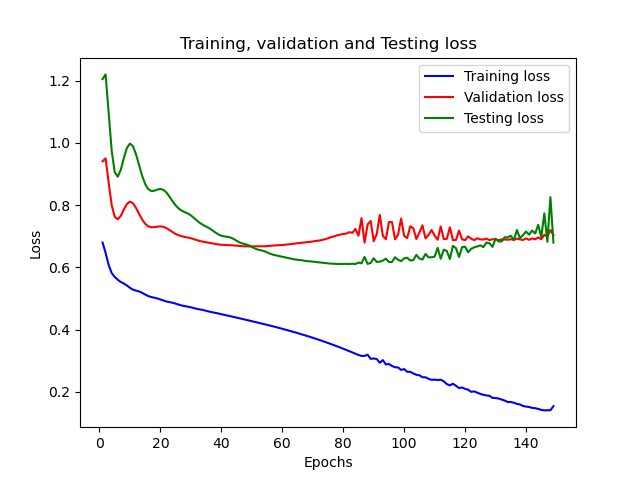 Training, validation and Testing loss
Training loss
Validation loss
Testing loss
Loss
1.2
1.0
0.8
0.6
0.4
0.2
0 20 40 60 80 100 120 140
Epochs